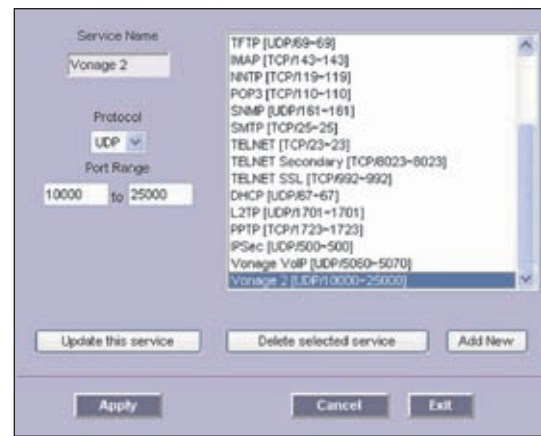 Service Name
Vonage 2
Protocol
UDP
Port Range
10000 to 25000
TFTP [UDP/69~69]
IMAP [TCP/143~143]
NNTP [TCP/119~119]
POP3 [TCP/110~110]
SNMP [UDP/161~161]
SMTP [TCP/25~25]
TELNET [TCP/23~23]
TELNET Secondary [TCP/8023~8023]
TELNET SSL [TCP/992~992]
DHCP [UDP/67~67]
L2TP [UDP/1701~1701]
PPTP [TCP/1723~1723]
IPSec [UDP/500~500]
Vonage VoIP [UDP/5060~5070]
Vonage 2 [UDP/10000~25000]
Update this service
Delete selected service
Add New
Apply
Cancel
Exit